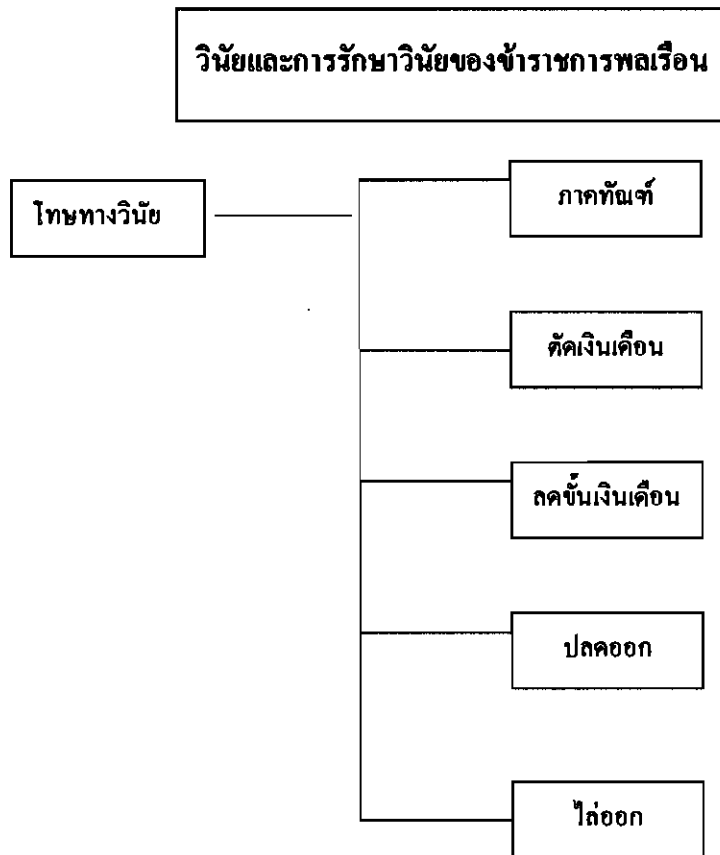 วินัยและการรักษาวินัยของข้าราชการพลเรือน
โทษทางวินัย
ภาคทัณฑ์
ตัดเงินเดือน
ลดขั้นเงินเดือน
ปลดออก
ไล่ออก